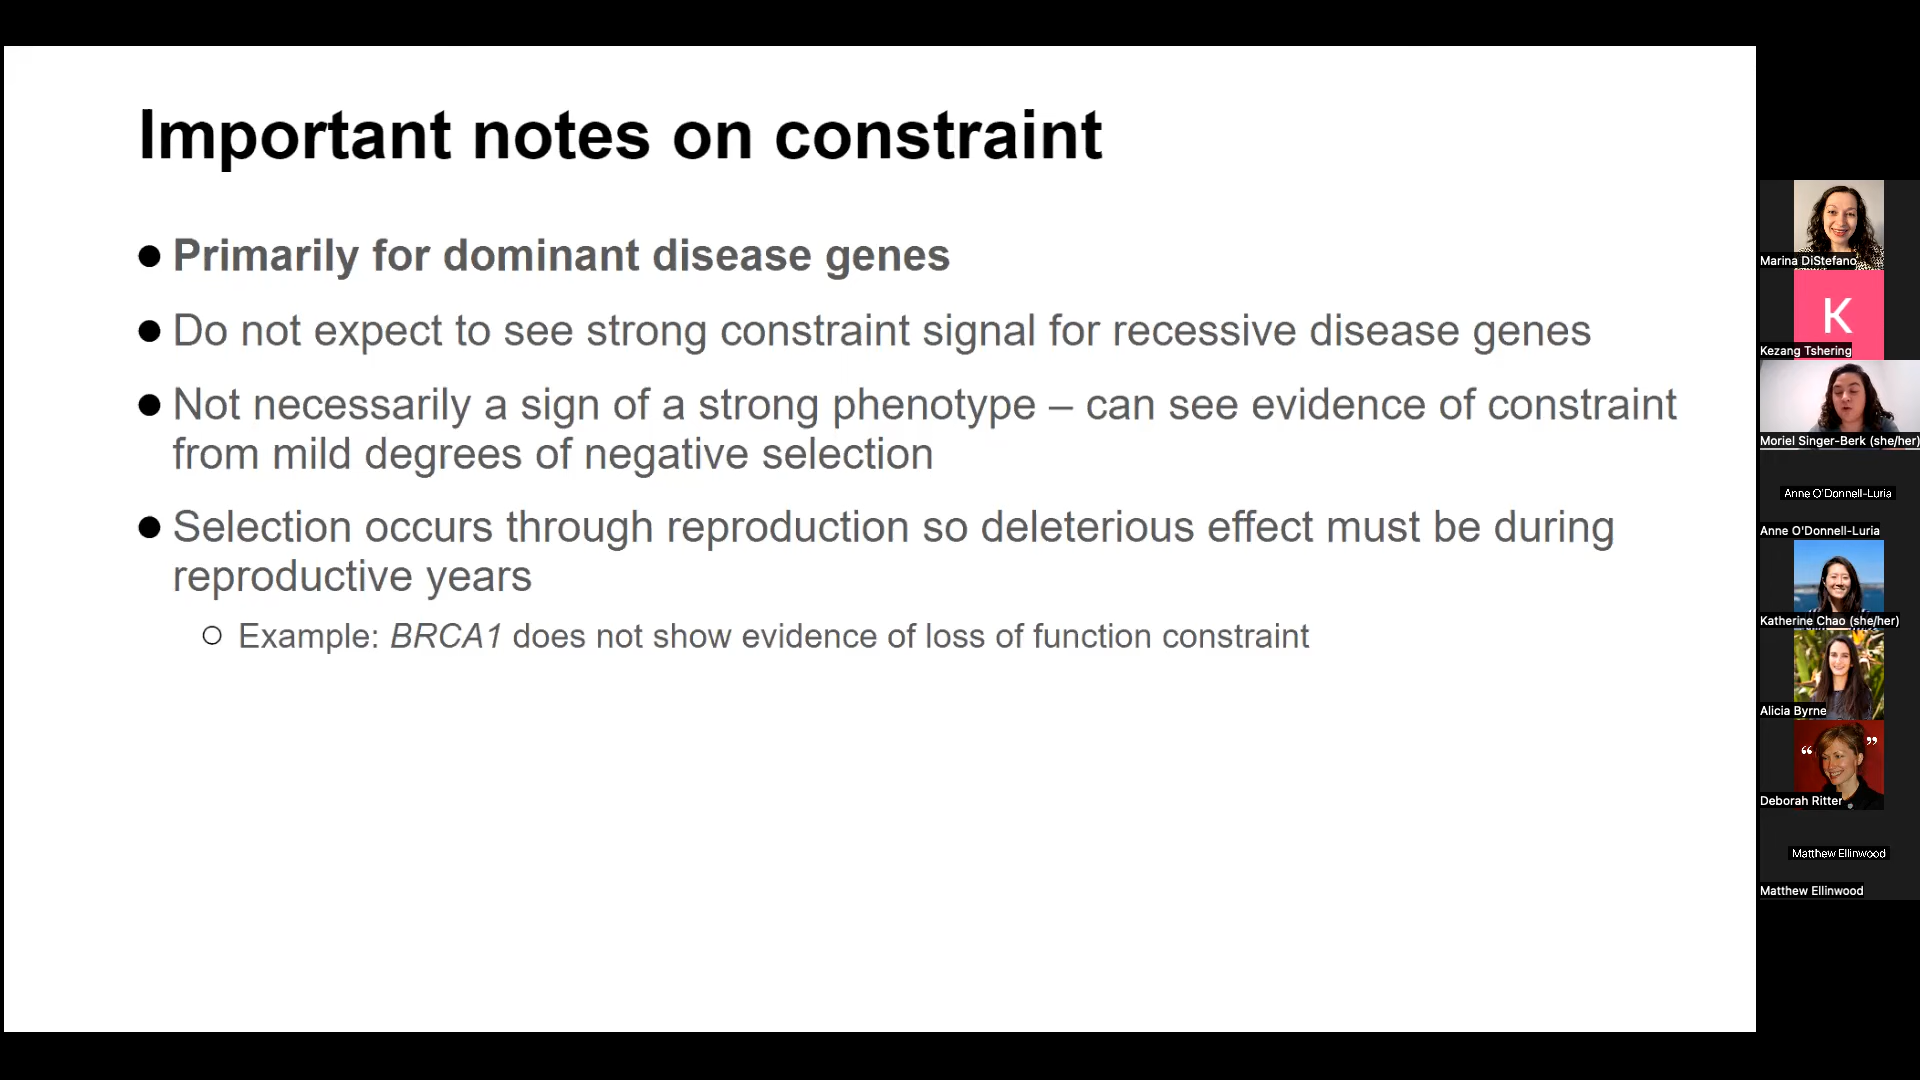 Important notes on constraint
● Primarily for dominant disease genes
● Do not expect to see strong constraint signal for recessive disease genes
● Not necessarily a sign of a strong phenotype – can see evidence of constraint
from mild degrees of negative selection
● Selection occurs through reproduction so deleterious effect must be during
reproductive years
○ Example: BRCA1 does not show evidence of loss of function constraint
Marina DiStefano
K
Kezang Tshering
Moriel Singer-Berk (she/her)
Anne O'Donnell-Luria
Anne O'Donnell-Luria
Katherine Chao (she/her)
Alicia Byrne
“ ”
Deborah Ritter
Matthew Ellinwood
Matthew Ellinwood